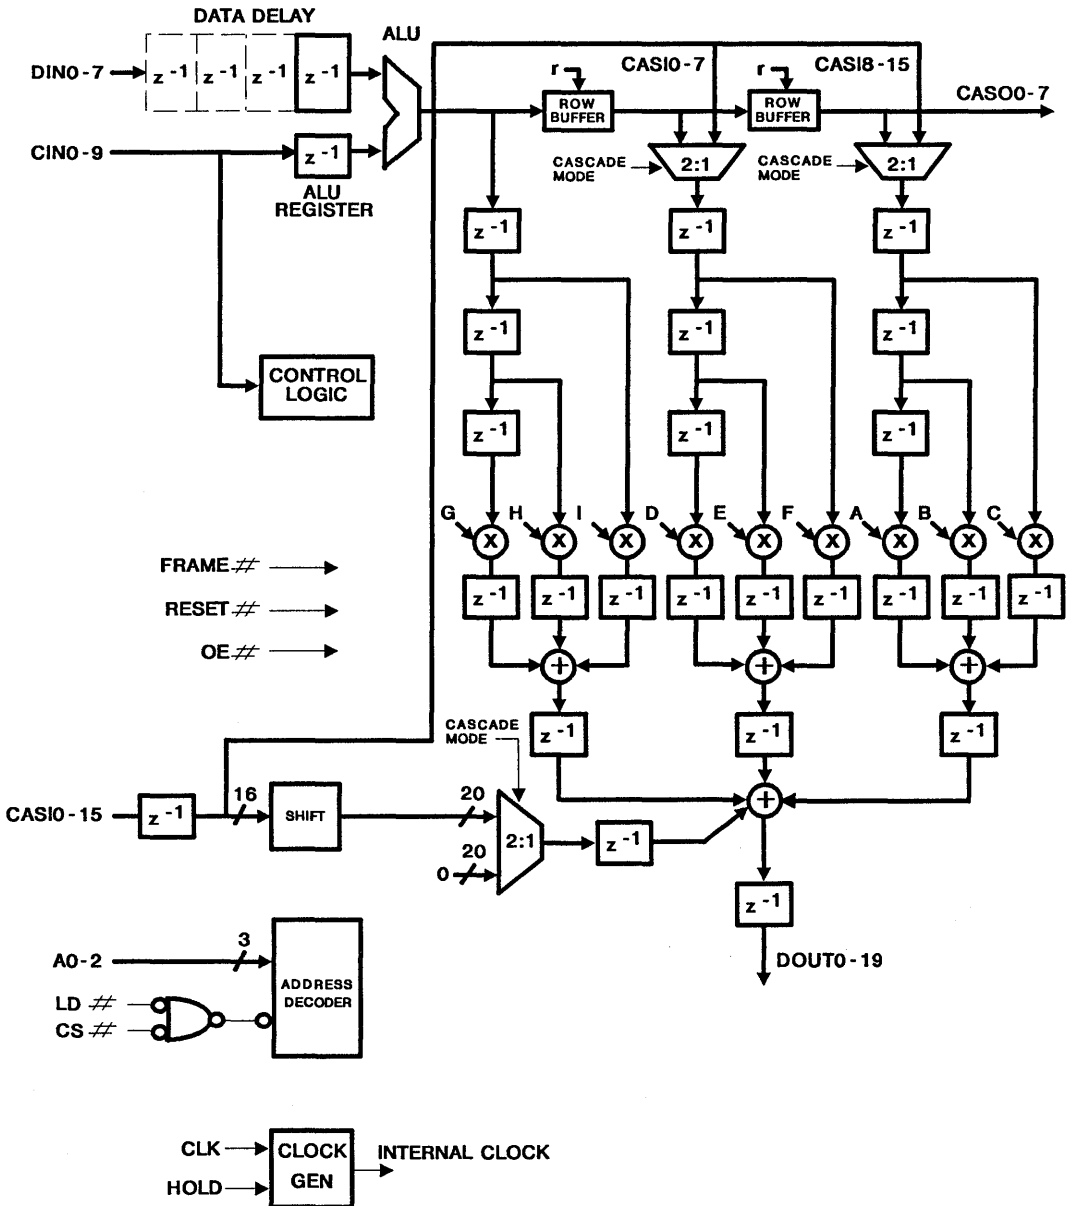 DATA DELAY
ALU
DIN0-7
z -1 z -1 z -1 z -1
CASI0-7
CASI8-15
r
r
CASO0-7
ROW BUFFER
ROW BUFFER
CIN0-9
z -1
ALU REGISTER
CASCADE MODE
2:1
CASCADE MODE
2:1
z -1
z -1
z -1
z -1
z -1
z -1
CONTROL LOGIC
z -1
z -1
z -1
G H I D E F A B C
X X X X X X X X X
FRAME #
z -1 z -1 z -1 z -1 z -1 z -1 z -1 z -1 z -1
RESET #
OE #
+ + +
CASCADE MODE
z -1
z -1
z -1
CASI0-15
z -1
16
SHIFT
20
+
2:1
z -1
20
0
z -1
A0-2
3
DOUT0-19
ADDRESS DECODER
LD #
CS #
CLK
CLOCK GEN
INTERNAL CLOCK
HOLD